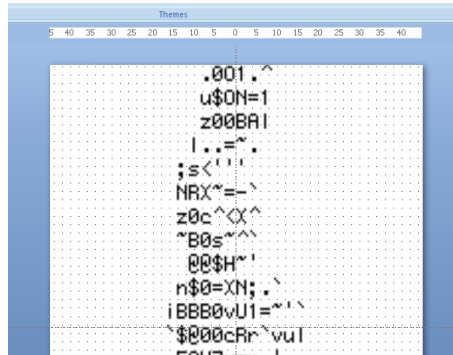 Themes
5 40 35 30 25 20 15 10 5 0 5 10 15 20 25 30 35 40
.001.^
u$ON=1
z00BAI
|..=~.
;s<'''
NRX~=-`
z0c^<X^
~B0s~^`
@@$H~'
n$0=XN;.`
iBBB0vU1=~'`
`$@00cRr`vul